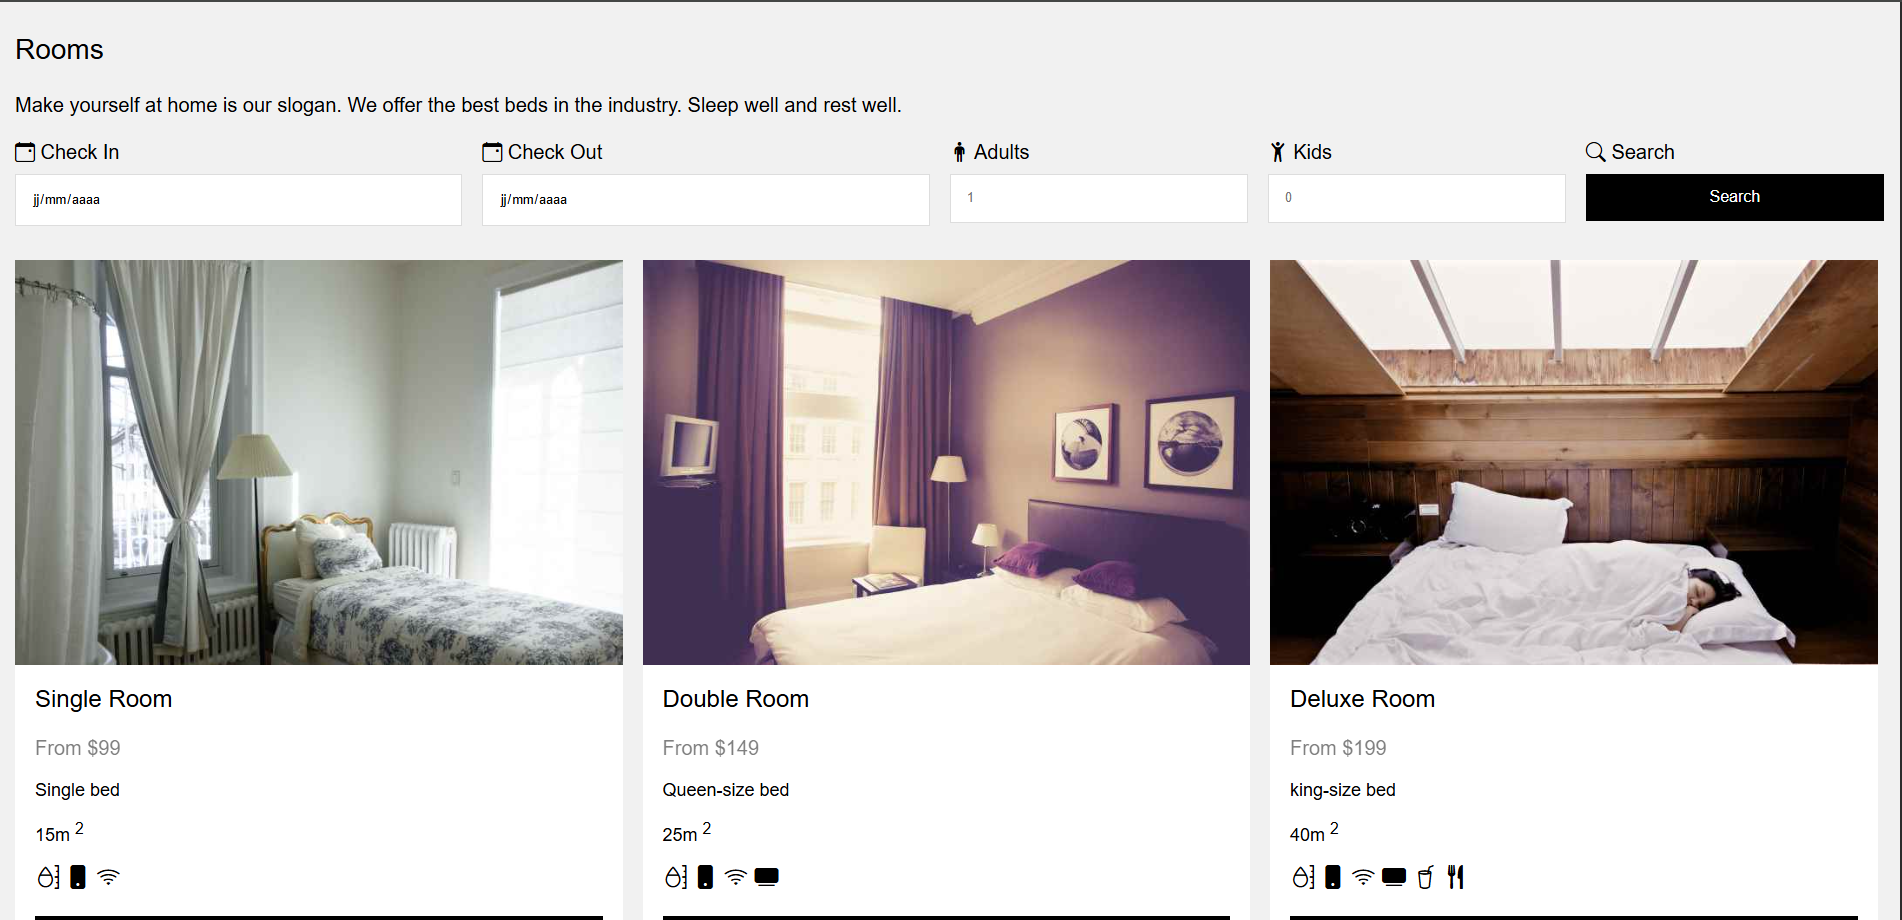 Rooms
Make yourself at home is our slogan. We offer the best beds in the industry. Sleep well and rest well.
Check In
Check Out
Adults
Kids
Search
jj/mm/aaaa
jj/mm/aaaa
1
0
Search
Single Room
From $99
Single bed
15m 2
Double Room
From $149
Queen-size bed
25m 2
Deluxe Room
From $199
king-size bed
40m 2